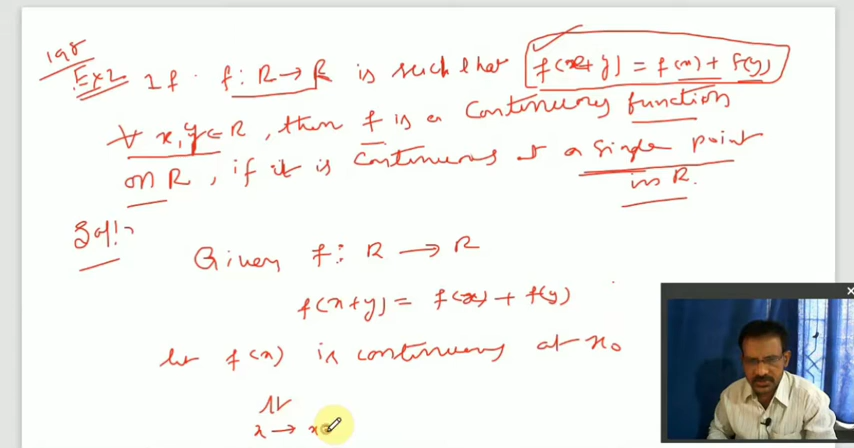 198
Ex2 If f: R → R is such that f(x+y) = f(x) + f(y)
∀ x, y ∈ R, then f is a continuous function
on R, if it is continuous at a single point
in R.
Sol:-
Given f: R → R
f(x+y) = f(x) + f(y)
let f(x) is continuous at x₀
lt
x → x